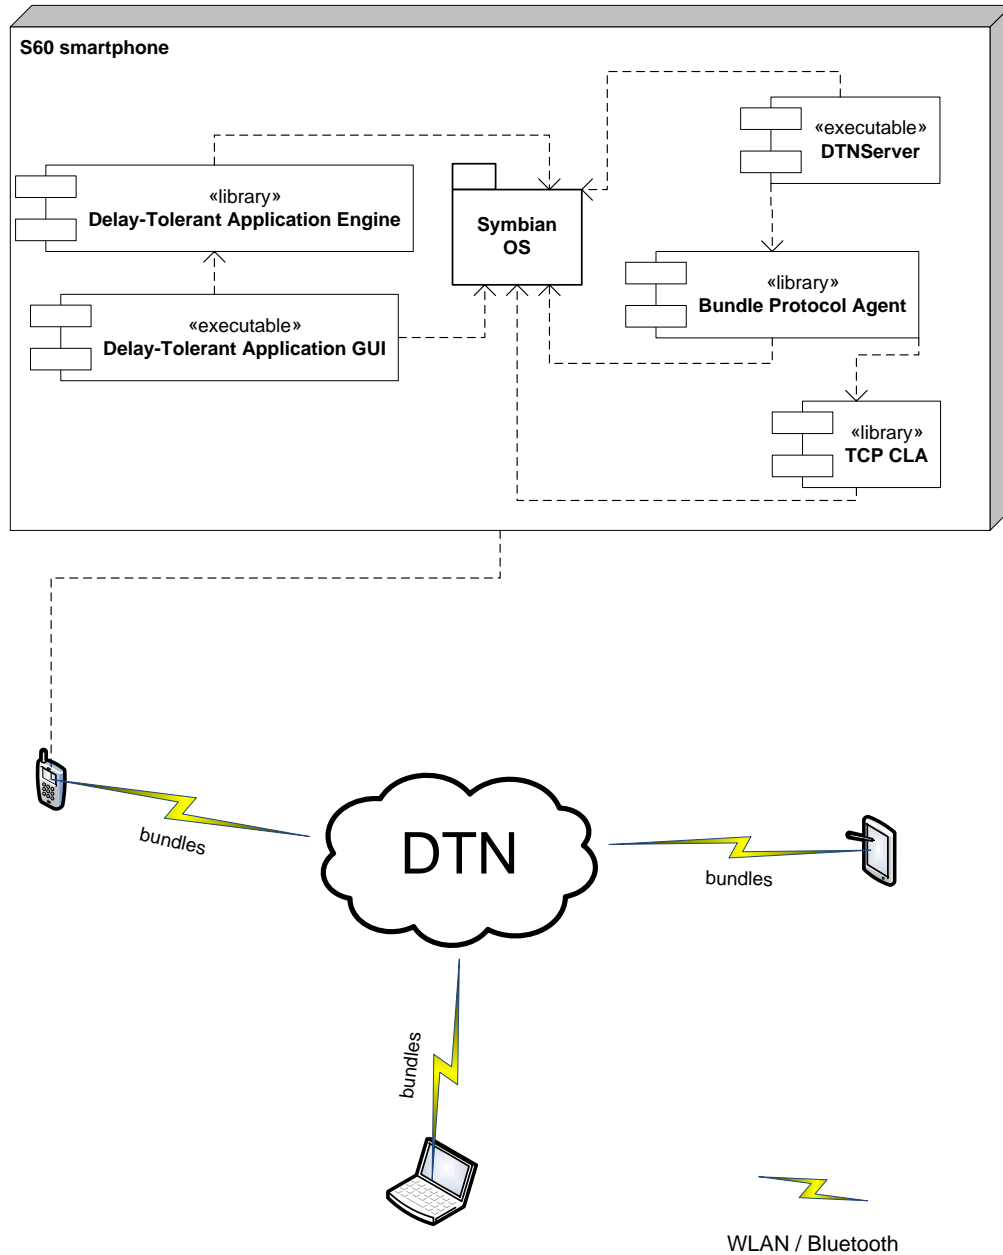 S60 smartphone
«executable»
DTNServer
«library»
Delay-Tolerant Application Engine
Symbian
OS
«library»
Bundle Protocol Agent
«executable»
Delay-Tolerant Application GUI
«library»
TCP CLA
bundles
DTN
bundles
bundles
WLAN / Bluetooth